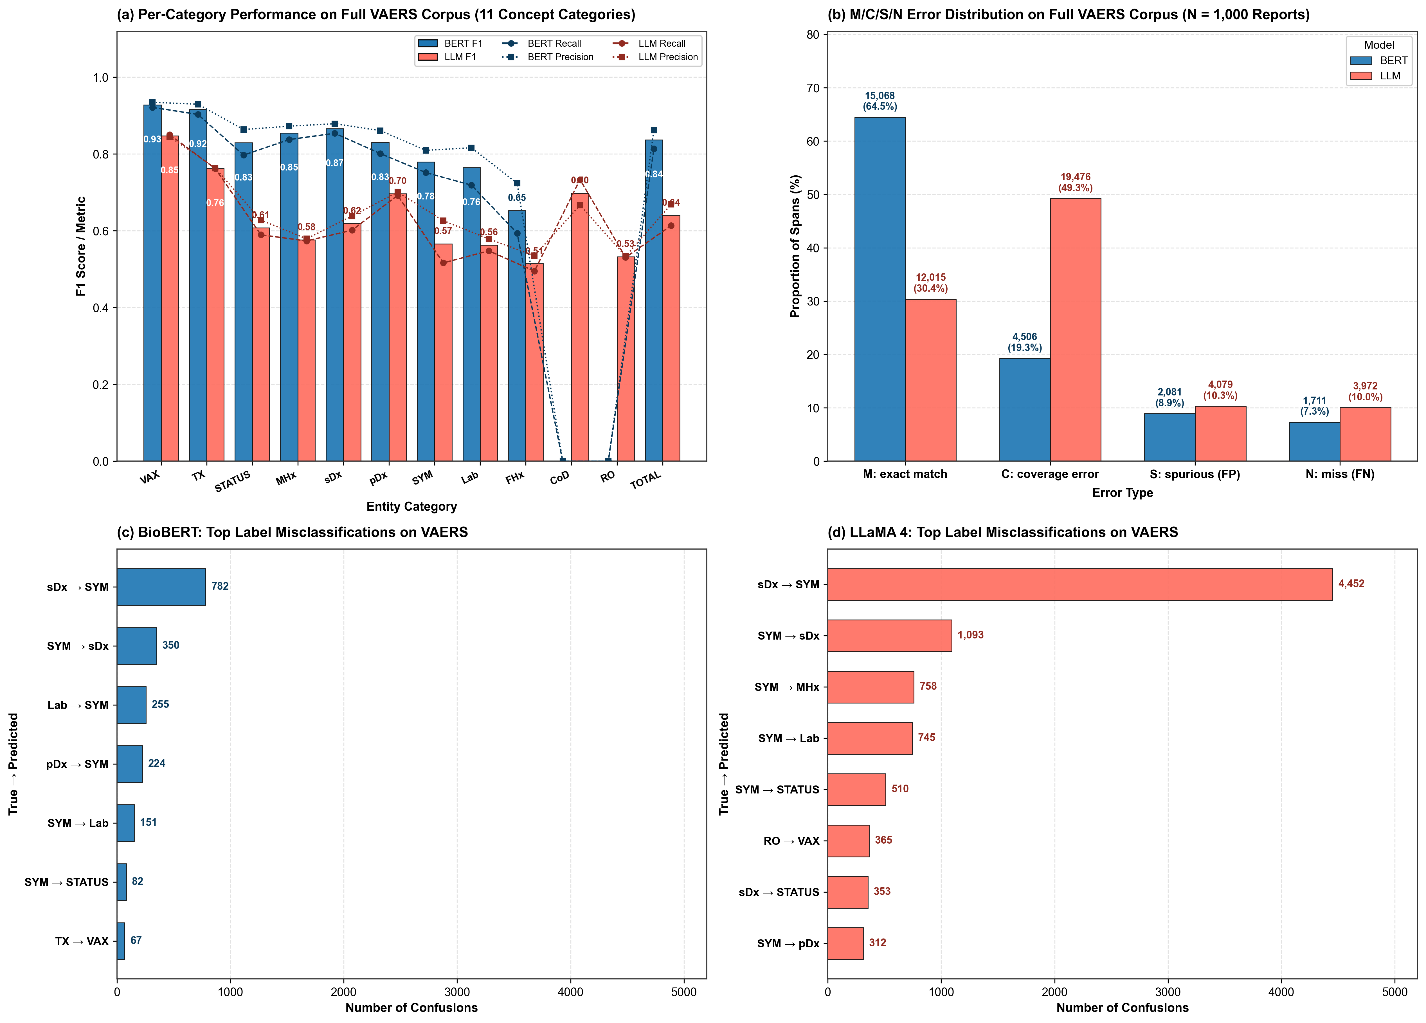 (a) Per-Category Performance on Full VAERS Corpus (11 Concept Categories)
BERT F1
LLM F1
BERT Recall
BERT Precision
LLM Recall
LLM Precision
F1 Score / Metric
1.0
0.8
0.6
0.4
0.2
0.0
0.93
0.92
0.83
0.85
0.87
0.83
0.78
0.76
0.65
0.84
0.85
0.76
0.61
0.58
0.62
0.70
0.57
0.56
0.51
0.70
0.53
0.64
VAX
TX
STATUS
MHx
sDx
pDx
SYM
Lab
FHx
CoD
RO
TOTAL
Entity Category
(b) M/C/S/N Error Distribution on Full VAERS Corpus (N = 1,000 Reports)
Model
BERT
LLM
Proportion of Spans (%)
80
70
60
50
40
30
20
10
0
15,068
(64.5%)
12,015
(30.4%)
4,506
(19.3%)
19,476
(49.3%)
2,081
(8.9%)
4,079
(10.3%)
1,711
(7.3%)
3,972
(10.0%)
M: exact match
C: coverage error
S: spurious (FP)
N: miss (FN)
Error Type
(c) BioBERT: Top Label Misclassifications on VAERS
True → Predicted
sDx → SYM 782
SYM → sDx 350
Lab → SYM 255
pDx → SYM 224
SYM → Lab 151
SYM → STATUS 82
TX → VAX 67
0 1000 2000 3000 4000 5000
Number of Confusions
(d) LLaMA 4: Top Label Misclassifications on VAERS
True → Predicted
sDx → SYM 4,452
SYM → sDx 1,093
SYM → MHx 758
SYM → Lab 745
SYM → STATUS 510
RO → VAX 365
sDx → STATUS 353
SYM → pDx 312
0 1000 2000 3000 4000 5000
Number of Confusions